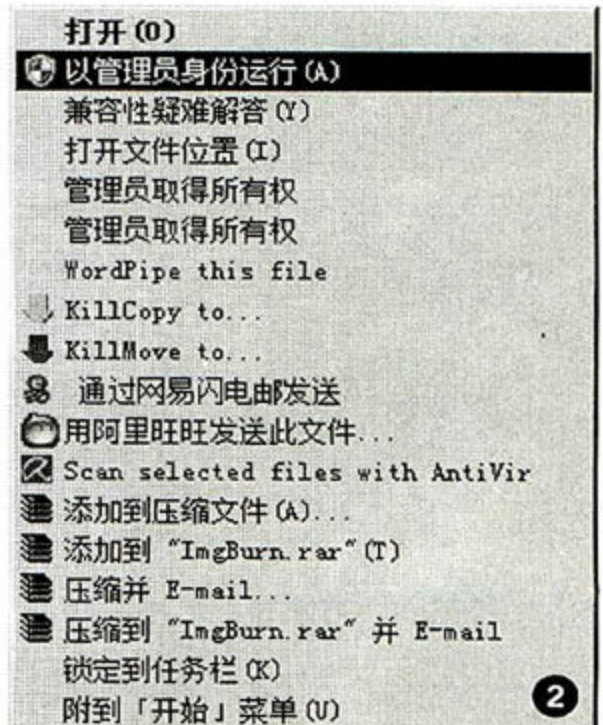 打开(O)
以管理员身份运行(A)
兼容性疑难解答(Y)
打开文件位置(I)
管理员取得所有权
管理员取得所有权
WordPipe this file
KillCopy to...
KillMove to...
通过网易闪电邮发送
用阿里旺旺发送此文件...
Scan selected files with AntiVir
添加到压缩文件(A)...
添加到 "ImgBurn.rar"(T)
压缩并 E-mail...
压缩到 "ImgBurn.rar" 并 E-mail
锁定到任务栏(K)
附到「开始」菜单(U)
2